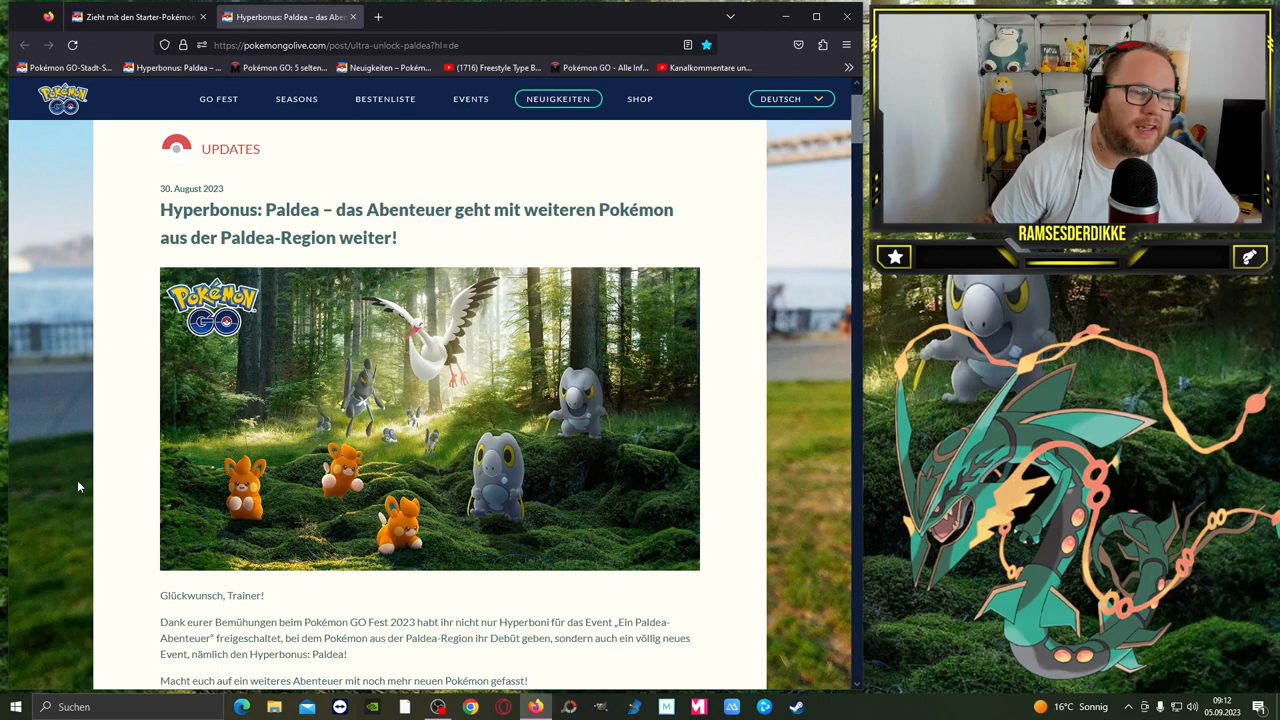 Zieht mit den Starter-Pokémon
Hyperbonus: Paldea – das Aben
https://pokemongolive.com/post/ultra-unlock-paldea?hl=de
Pokémon GO-Stadt-S...
Hyperbonus: Paldea – ...
Pokémon GO: 5 selten...
Neuigkeiten – Pokém...
(1716) Freestyle Type B...
Pokémon GO - Alle Inf...
Kanalkommentare un...
POKÉMON GO
GO FEST
SEASONS
BESTENLISTE
EVENTS
NEUIGKEITEN
SHOP
DEUTSCH
UPDATES
30. August 2023
Hyperbonus: Paldea – das Abenteuer geht mit weiteren Pokémon
aus der Paldea-Region weiter!
POKÉMON
GO
Glückwunsch, Trainer!
Dank eurer Bemühungen beim Pokémon GO Fest 2023 habt ihr nicht nur Hyperboni für das Event „Ein Paldea-
Abenteuer“ freigeschaltet, bei dem Pokémon aus der Paldea-Region ihr Debüt geben, sondern auch ein völlig neues
Event, nämlich den Hyperbonus: Paldea!
Macht euch auf ein weiteres Abenteuer mit noch mehr neuen Pokémon gefasst!
RAMSESDERDIKKE
Suchen
16°C Sonnig
09:12
05.09.2023
1